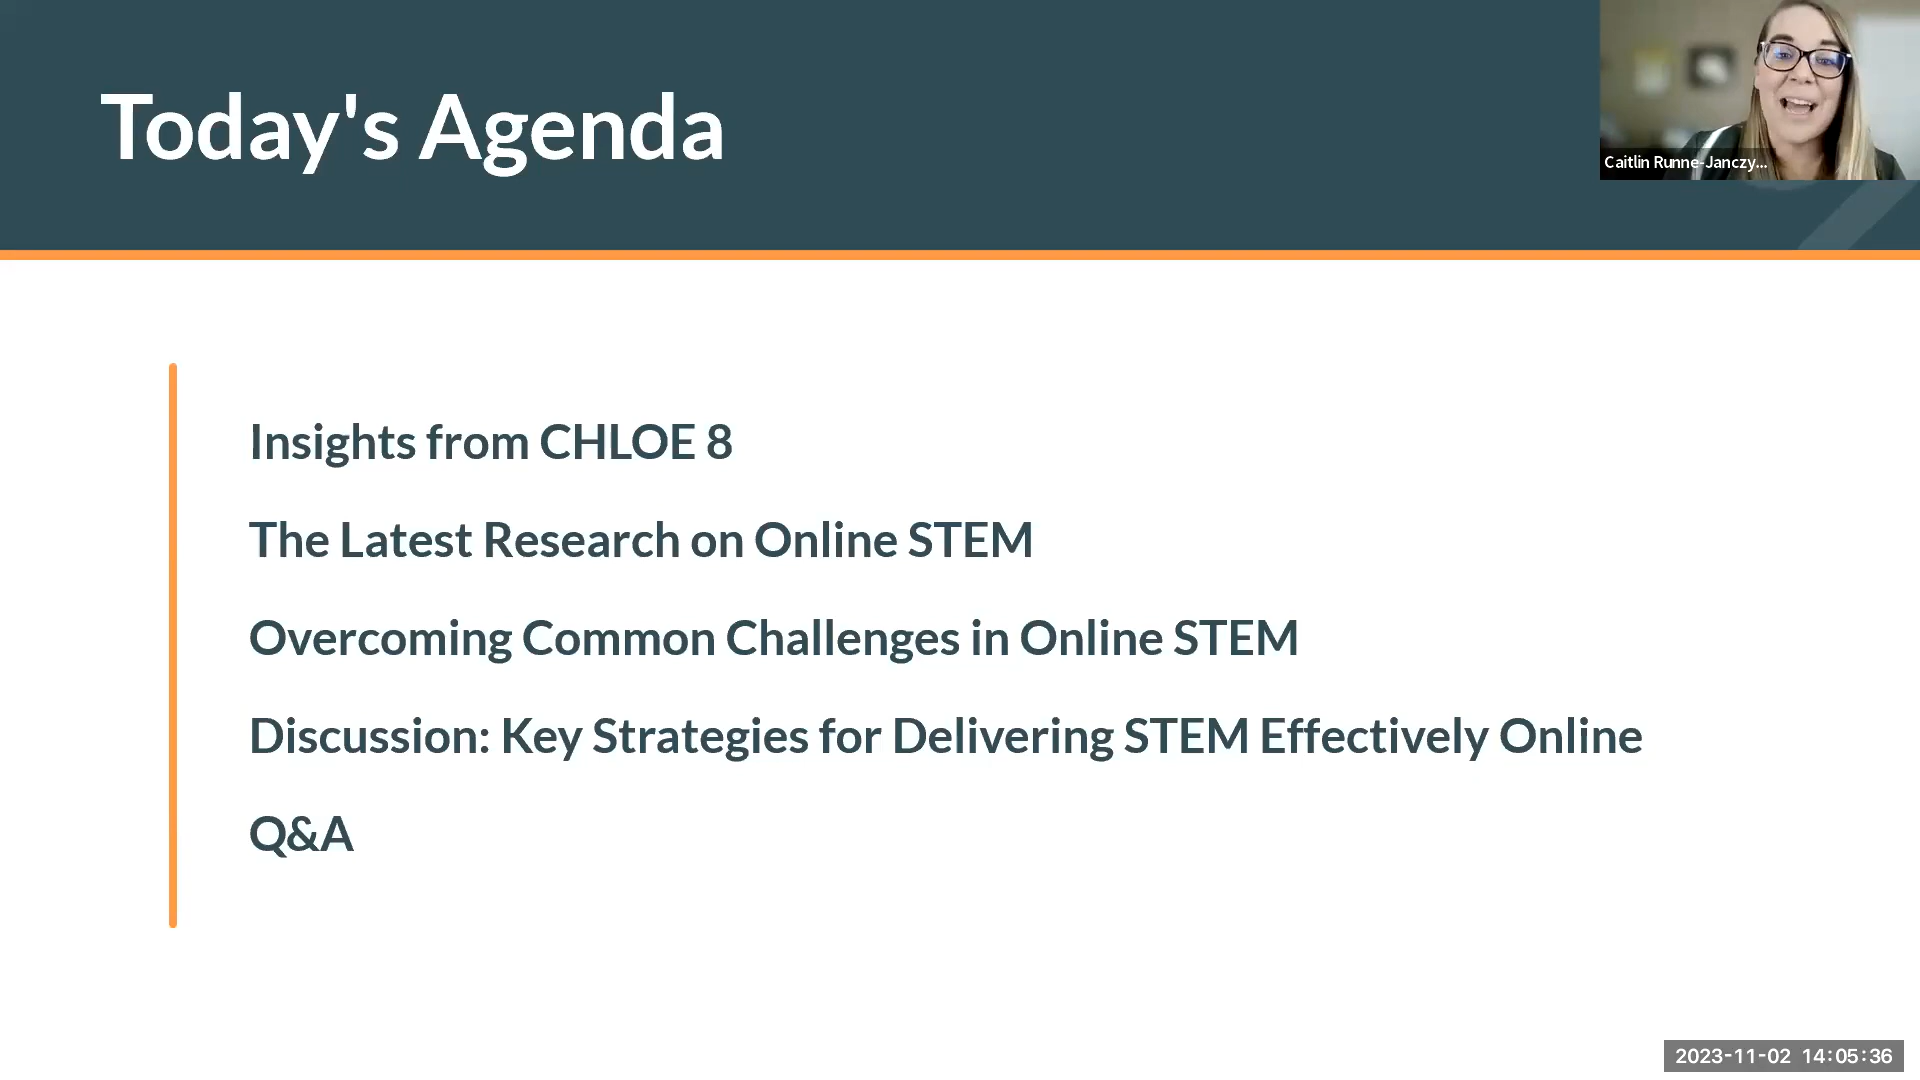 Today's Agenda
Caitlin Runne-Janczy...
Insights from CHLOE 8
The Latest Research on Online STEM
Overcoming Common Challenges in Online STEM
Discussion: Key Strategies for Delivering STEM Effectively Online
Q&A
2023-11-02 14:05:36